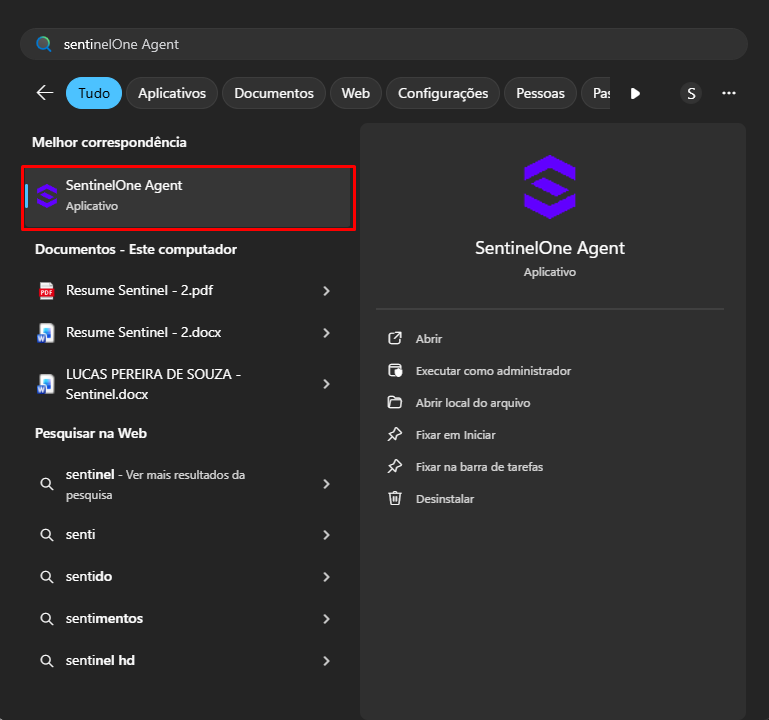 sentinelOne Agent
Tudo
Aplicativos
Documentos
Web
Configurações
Pessoas
Pas
S
Melhor correspondência
SentinelOne Agent
Aplicativo
Documentos - Este computador
Resume Sentinel - 2.pdf
Resume Sentinel - 2.docx
LUCAS PEREIRA DE SOUZA -
Sentinel.docx
Pesquisar na Web
sentinel - Ver mais resultados da
pesquisa
senti
sentido
sentimentos
sentinel hd
SentinelOne Agent
Aplicativo
Abrir
Executar como administrador
Abrir local do arquivo
Fixar em Iniciar
Fixar na barra de tarefas
Desinstalar